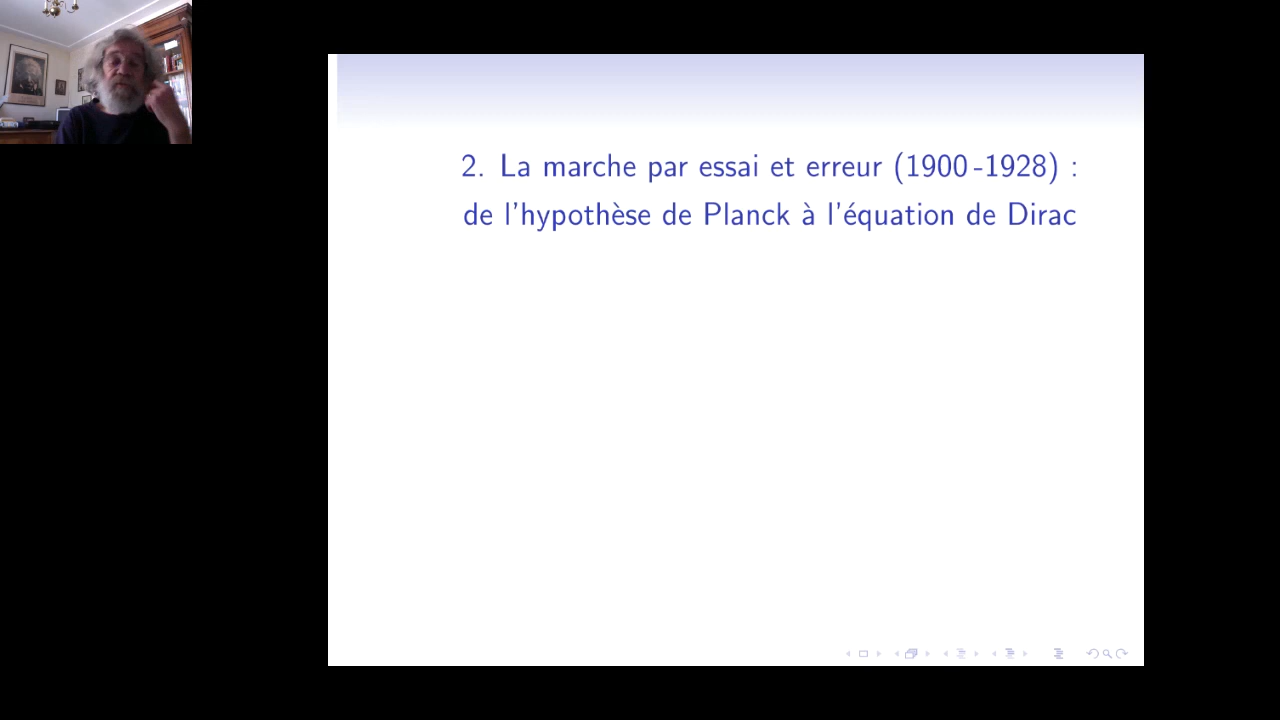 2. La marche par essai et erreur (1900-1928) :
de l'hypothèse de Planck à l'équation de Dirac